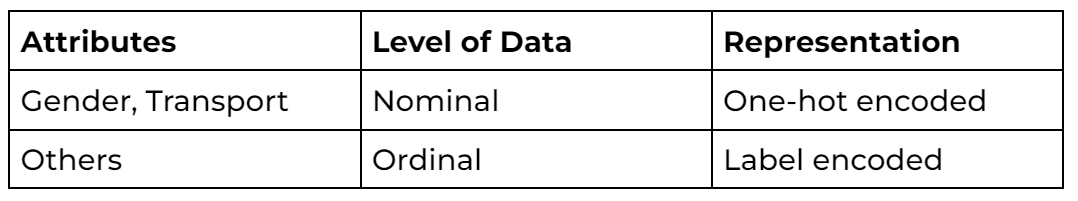 Attributes Level of Data Representation
Gender, Transport Nominal One-hot encoded
Others Ordinal Label encoded